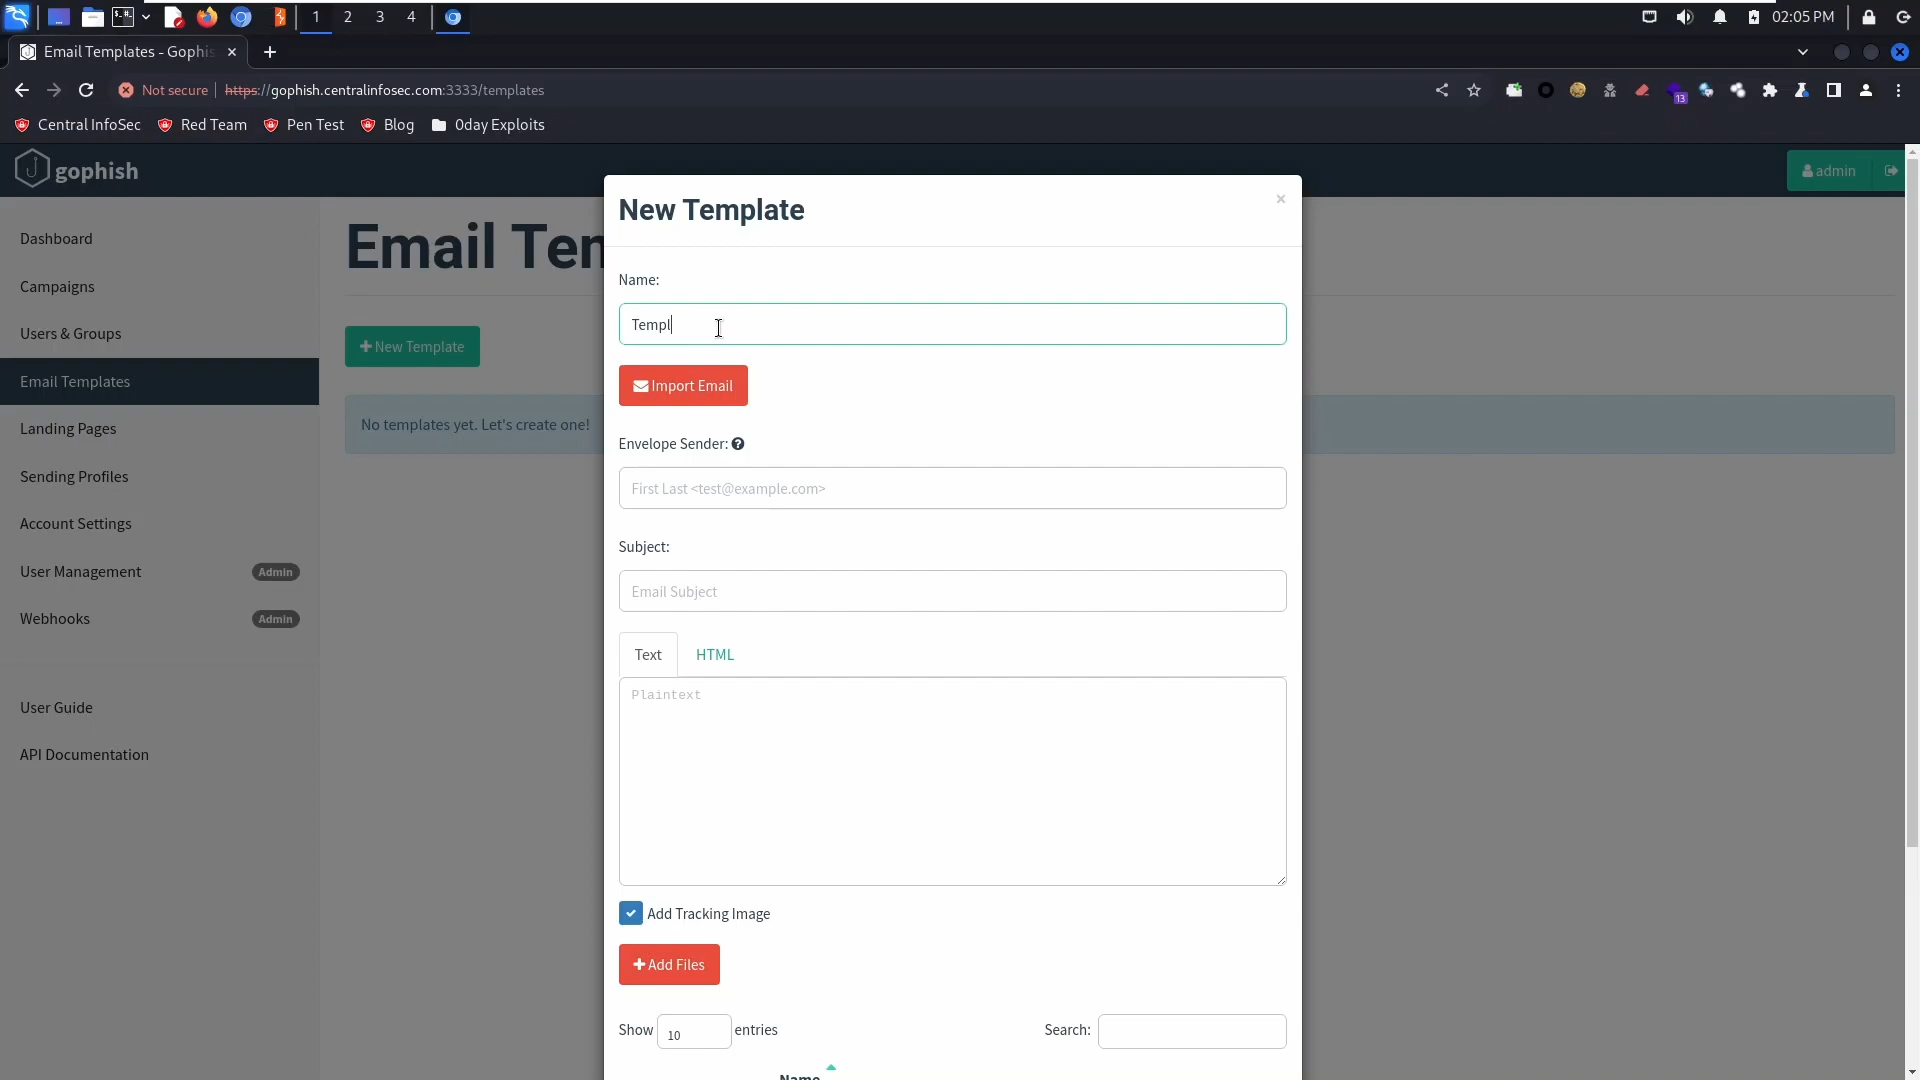 1 2 3 4 02:05 PM
Email Templates - Gophis
Not secure https://gophish.centralinfosec.com:3333/templates 13
Central InfoSec Red Team Pen Test Blog 0day Exploits
gophish admin
Dashboard
Campaigns
Users & Groups
Email Templates
Landing Pages
Sending Profiles
Account Settings
User Management Admin
Webhooks Admin
User Guide
API Documentation
Email Ten
New Template
No templates yet. Let's create one!
New Template
×
Name:
Templ
Import Email
Envelope Sender:
First Last <test@example.com>
Subject:
Email Subject
Text HTML
Plaintext
Add Tracking Image
Add Files
Show 10 entries Search:
Name